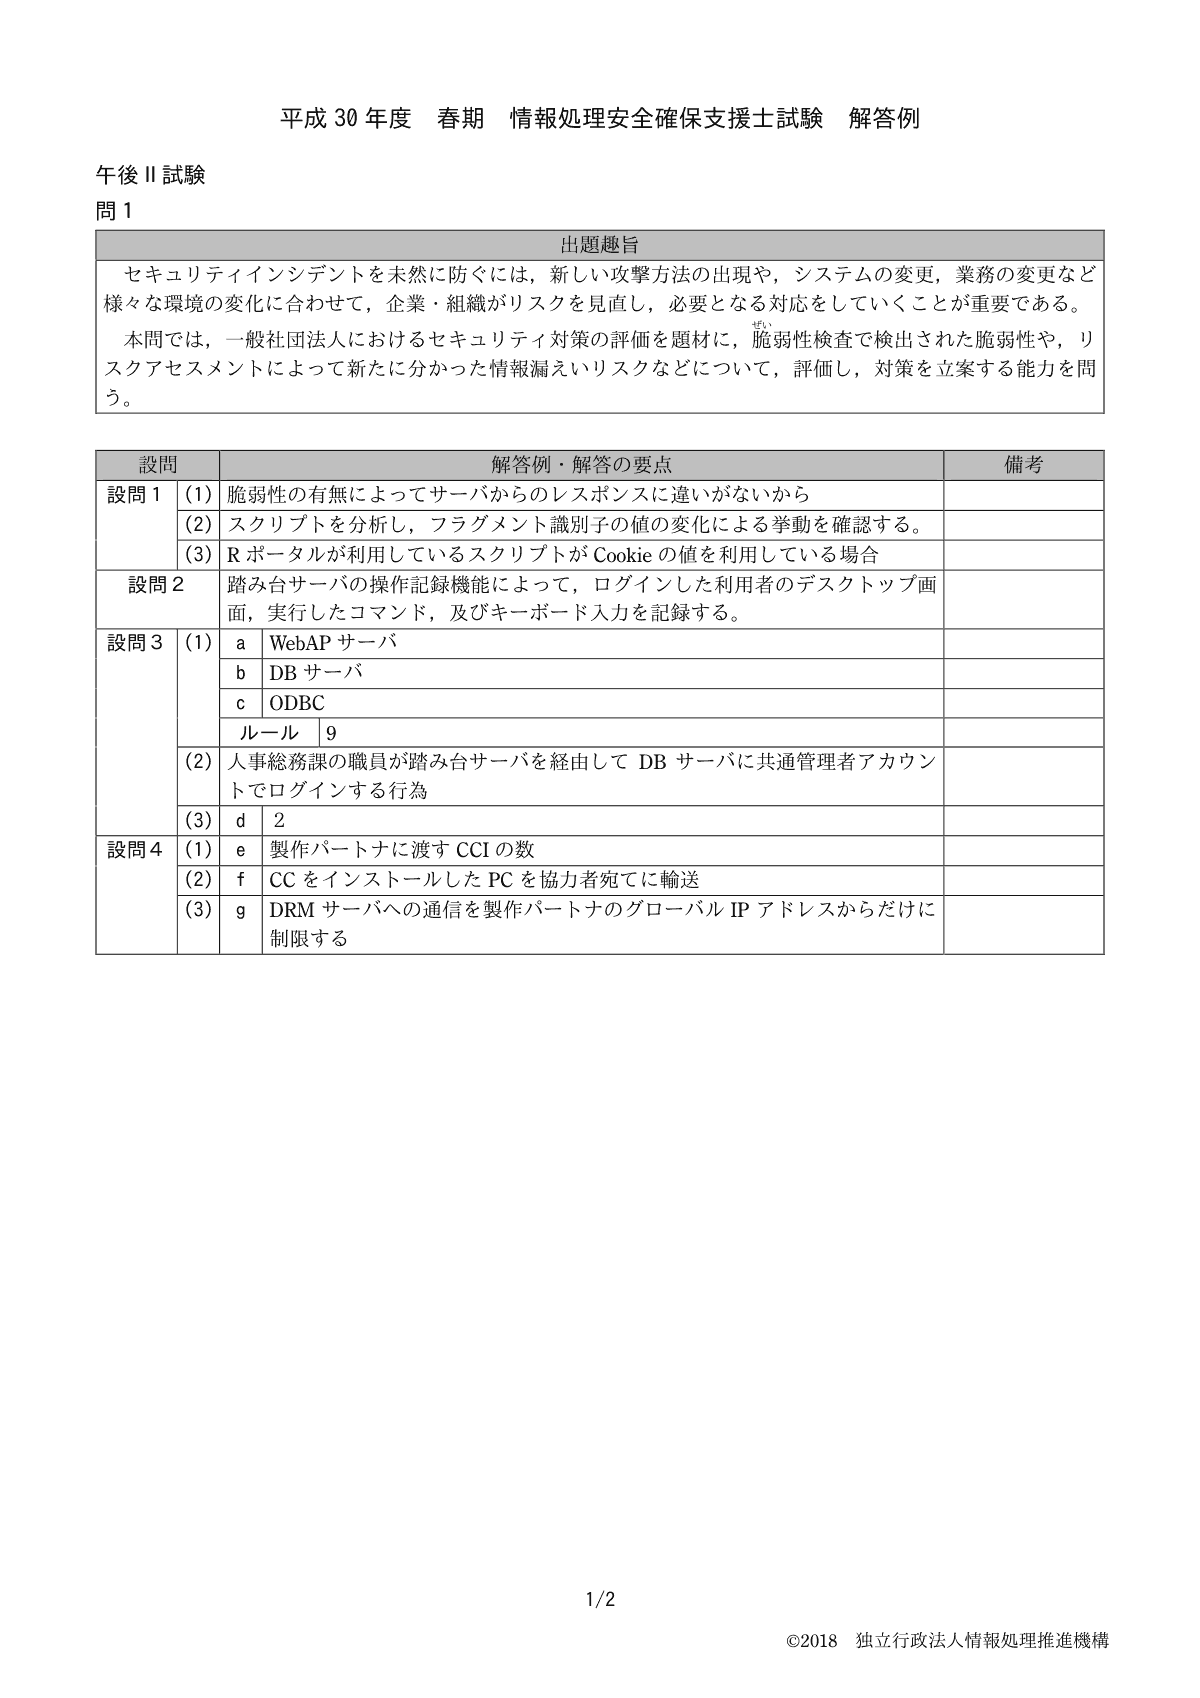 平成 30 年度　春期　情報処理安全確保支援士試験　解答例
午後 II 試験
問 1
出題趣旨
セキュリティインシデントを未然に防ぐには，新しい攻撃方法の出現や，システムの変更，業務の変更など
様々な環境の変化に合わせて，企業・組織がリスクを見直し，必要となる対応をしていくことが重要である。
ぜい
本問では，一般社団法人におけるセキュリティ対策の評価を題材に，脆弱性検査で検出された脆弱性や，リ
スクアセスメントによって新たに分かった情報漏えいリスクなどについて，評価し，対策を立案する能力を問
う。
設問　解答例・解答の要点　備考
設問 1 (1) 脆弱性の有無によってサーバからのレスポンスに違いがないから
(2) スクリプトを分析し，フラグメント識別子の値の変化による挙動を確認する。
(3) R ポータルが利用しているスクリプトが Cookie の値を利用している場合
設問 2 踏み台サーバの操作記録機能によって，ログインした利用者のデスクトップ画
面，実行したコマンド，及びキーボード入力を記録する。
設問 3 (1) a WebAP サーバ
b DB サーバ
c ODBC
ルール 9
(2) 人事総務課の職員が踏み台サーバを経由して DB サーバに共通管理者アカウン
トでログインする行為
(3) d 2
設問 4 (1) e 製作パートナに渡す CCI の数
(2) f CC をインストールした PC を協力者宛てに輸送
(3) g DRM サーバへの通信を製作パートナのグローバル IP アドレスからだけに
制限する
1/2
©2018　独立行政法人情報処理推進機構